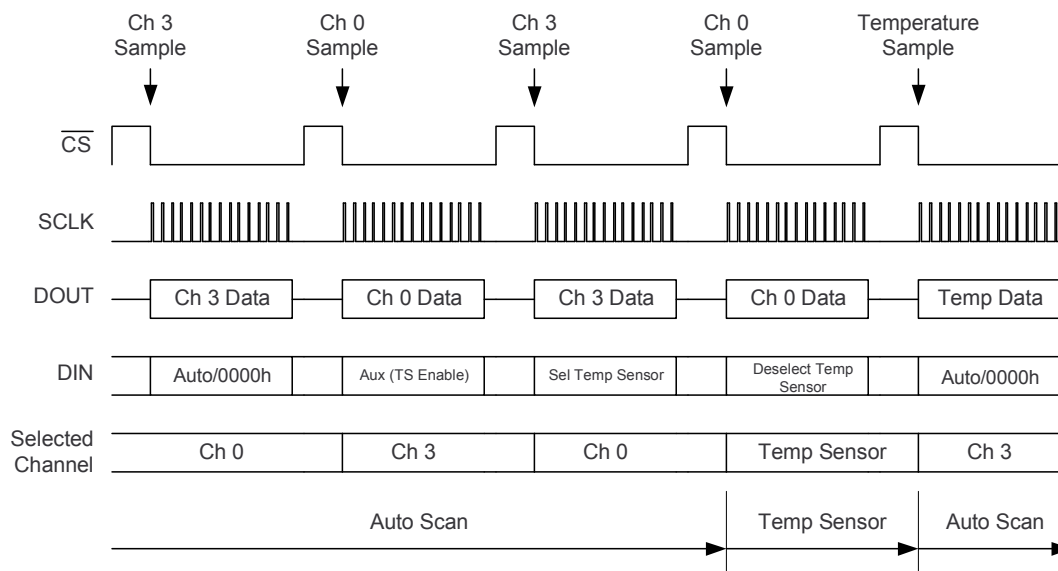 Ch 3
Sample
Ch 0
Sample
Ch 3
Sample
Ch 0
Sample
Temperature
Sample
CS
SCLK
DOUT
Ch 3 Data
Ch 0 Data
Ch 3 Data
Ch 0 Data
Temp Data
DIN
Auto/0000h
Aux (TS Enable)
Sel Temp Sensor
Deselect Temp
Sensor
Auto/0000h
Selected
Channel
Ch 0
Ch 3
Ch 0
Temp Sensor
Ch 3
Auto Scan
Temp Sensor
Auto Scan